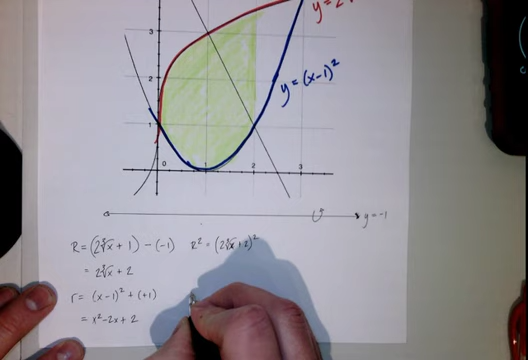 3
y=2
2
y=(x-1)²
1
0 1 2 3
y=-1
R=(2∛x+1)-(-1) R²=(2∛x+2)²
=2∛x+2
r=(x-1)²+(+1)
=x²-2x+2